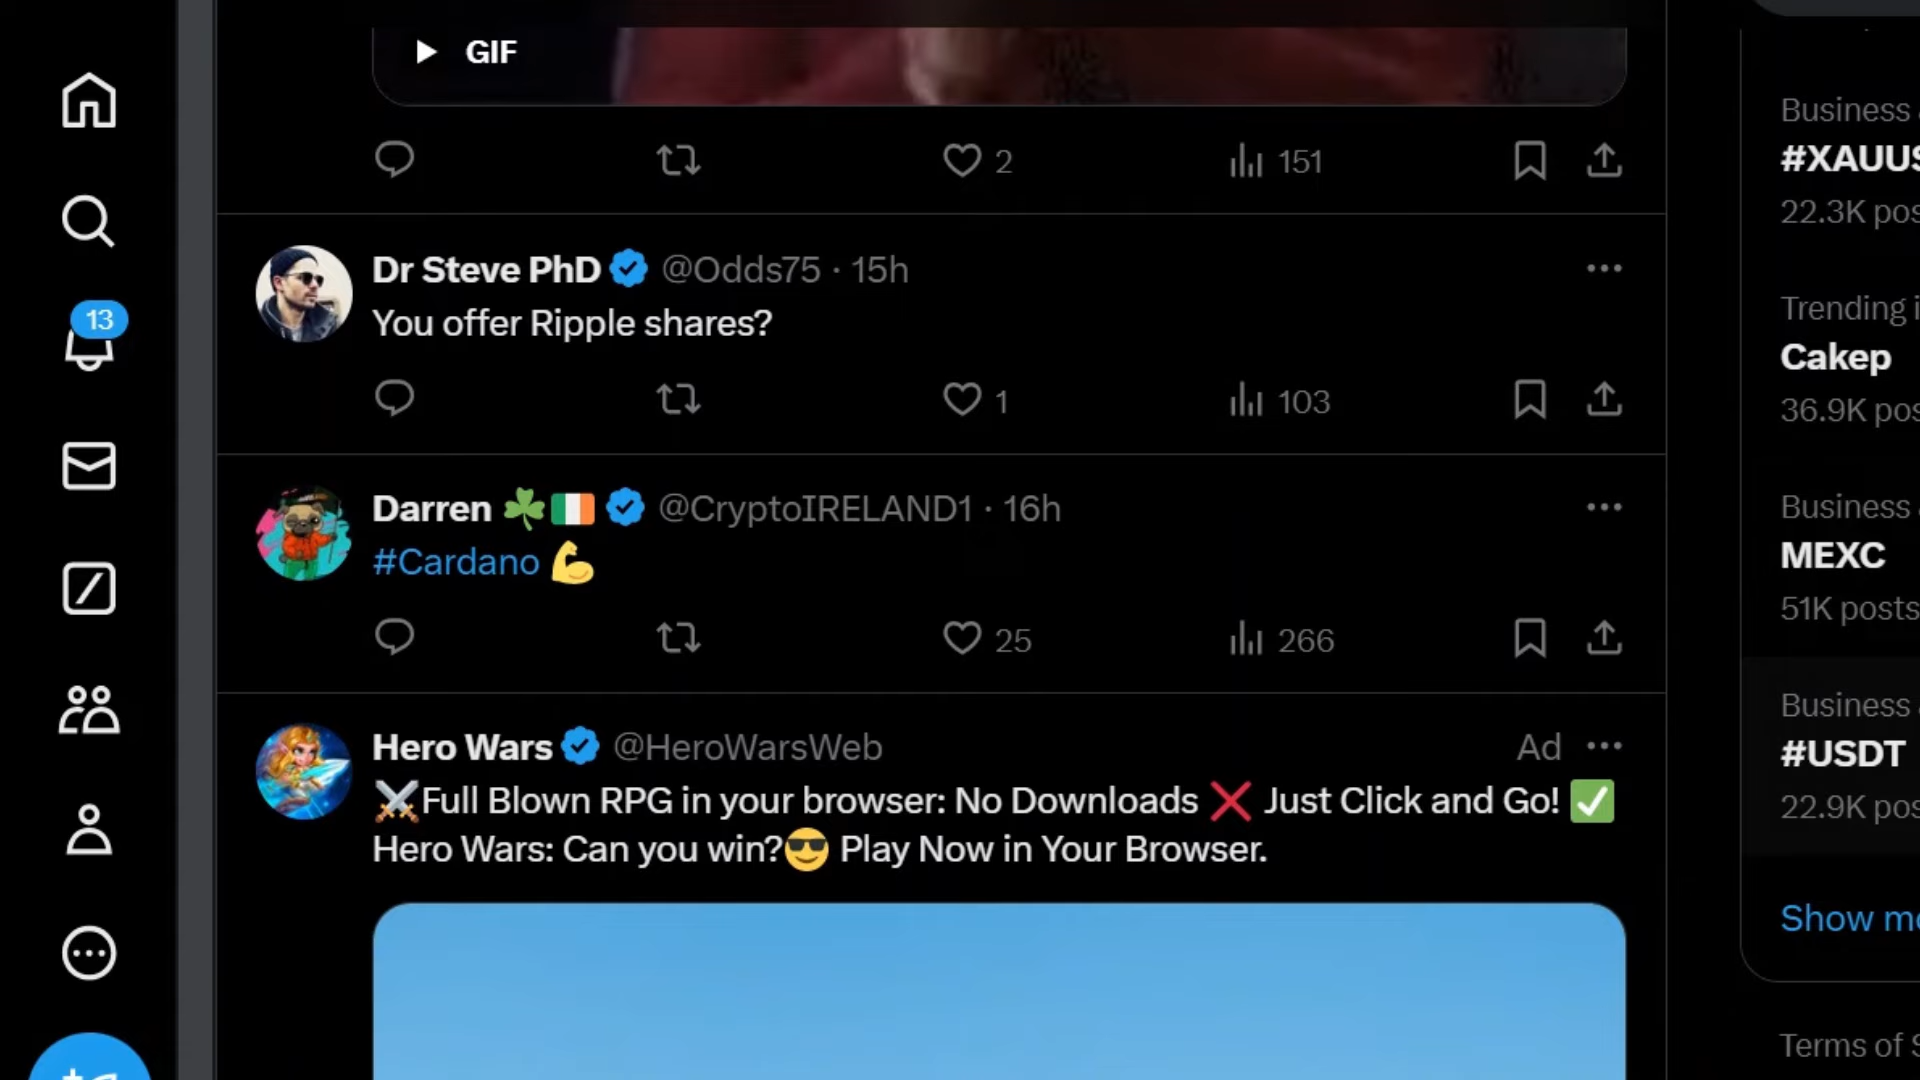 GIF
2
151
Dr Steve PhD @Odds75 · 15h
You offer Ripple shares?
1
103
Darren ☘️🇮🇪 @CryptoIRELAND1 · 16h
#Cardano 💪
25
266
Hero Wars @HeroWarsWeb
Ad
⚔️Full Blown RPG in your browser: No Downloads ❌ Just Click and Go! ✅
Hero Wars: Can you win?😎 Play Now in Your Browser.
13
Business
#XAUUS
22.3K pos
Trending i
Cakep
36.9K pos
Business
MEXC
51K posts
Business
#USDT
22.9K pos
Show mo
Terms of S